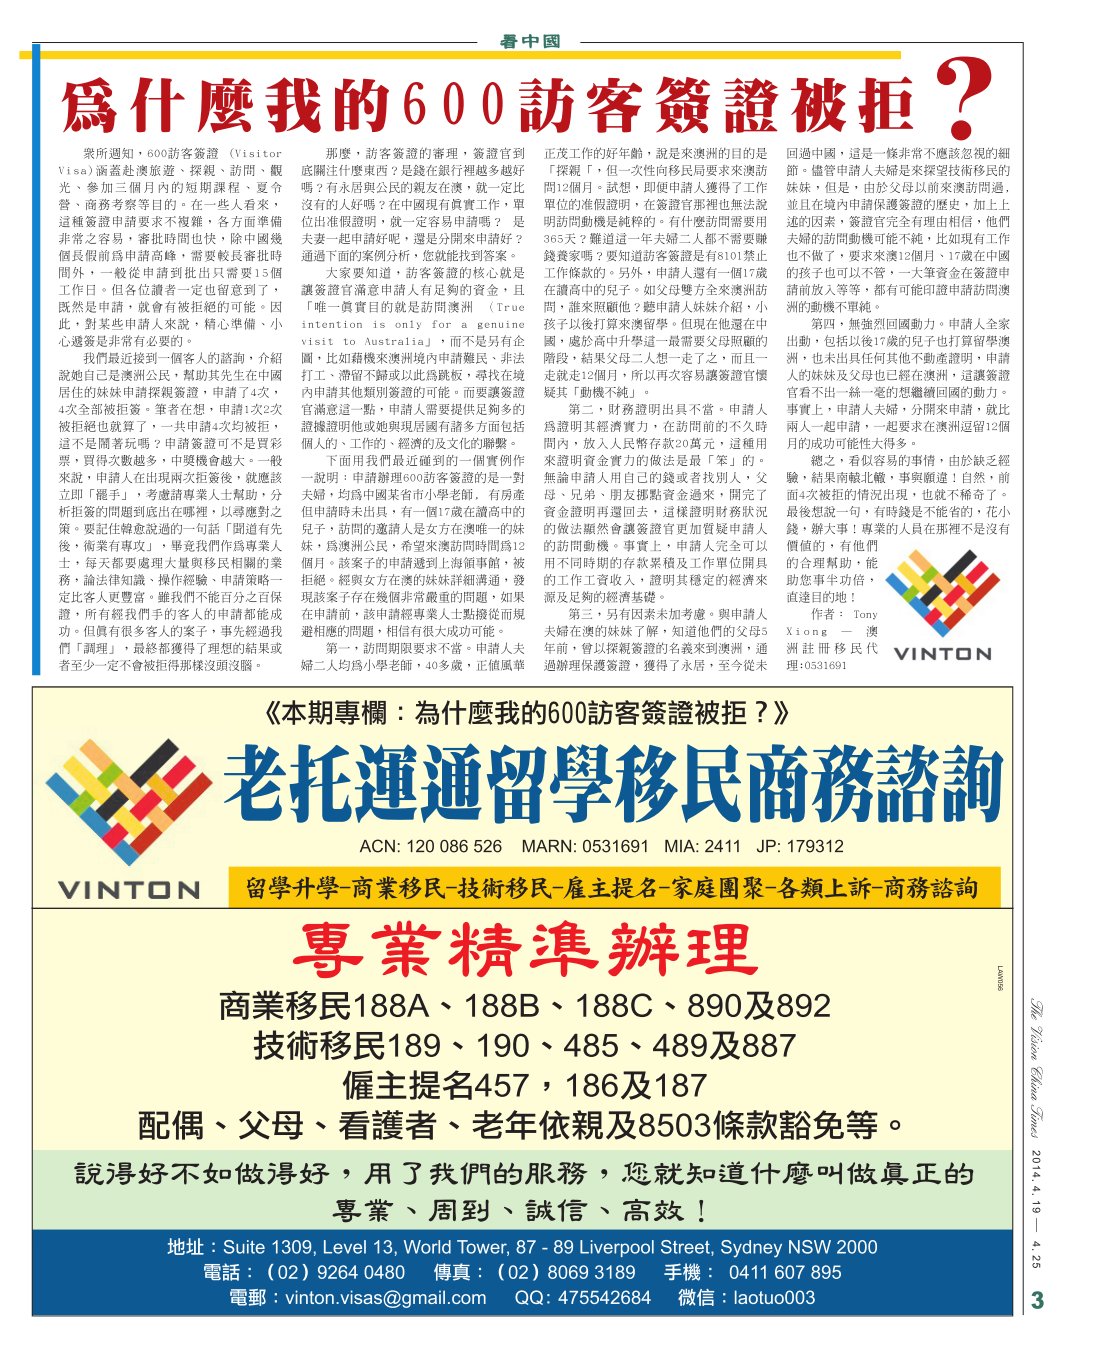 看中國
爲什麼我的600訪客簽證被拒?
衆所週知，600訪客簽證 (Visitor
Visa)涵蓋赴澳旅遊、探親、訪問、觀
光、參加三個月內的短期課程、夏令
營、商務考察等目的。在一些人看來，
這種簽證申請要求不複雜，各方面準備
非常之容易，審批時間也快，除中國幾
個長假前爲申請高峰，需要較長審批時
間外，一般從申請到批出只需要15個
工作日。但各位讀者一定也留意到了，
既然是申請，就會有被拒絕的可能。因
此，對某些申請人來說，精心準備、小
心遞簽是非常有必要的。
我們最近接到一個客人的諮詢，介紹
說她自己是澳洲公民，幫助其先生在中國
居住的妹妹申請探親簽證，申請了4次，
4次全部被拒簽。筆者在想，申請1次2次
被拒絕也就算了，一共申請4次均被拒，
這不是鬧著玩嗎？申請簽證可不是買彩
票，買得次數越多，中獎機會越大。一般
來說，申請人在出現兩次拒簽後，就應該
立即「罷手」，考慮請專業人士幫助，分
析拒簽的問題到底出在哪裡，以尋應對之
策。要記住韓愈說過的一句話「聞道有先
後，術業有專攻」，畢竟我們作爲專業人
士，每天都要處理大量與移民相關的業
務，論法律知識、操作經驗、申請策略一
定比客人更豐富。雖我們不能百分之百保
證，所有經我們手的客人的申請都能成
功。但眞有很多客人的案子，事先經過我
們「調理」，最終都獲得了理想的結果或
者至少一定不會被拒得那樣沒頭沒腦。
那麼，訪客簽證的審理，簽證官到
底關注什麼東西？是錢在銀行裡越多越好
嗎？有永居與公民的親友在澳，就一定比
沒有的人好嗎？在中國現有眞實工作，單
位出准假證明，就一定容易申請嗎？ 是
夫妻一起申請好呢，還是分開來申請好？
通過下面的案例分析，您就能找到答案。
大家要知道，訪客簽證的核心就是
讓簽證官滿意申請人有足夠的資金，且
「唯一眞實目的就是訪問澳洲 （True
intention is only for a genuine
visit to Australia」，而不是另有企
圖，比如藉機來澳洲境內申請難民、非法
打工、滯留不歸或以此爲跳板，尋找在境
內申請其他類別簽證的可能。而要讓簽證
官滿意這一點，申請人需要提供足夠多的
證據證明他或她與現居國有諸多方面包括
個人的、工作的、經濟的及文化的聯繫。
下面用我們最近碰到的一個實例作
一說明：申請辦理600訪客簽證的是一對
夫婦，均爲中國某省市小學老師，有房產
但申請時未出具，有一個17歲在讀高中的
兒子，訪問的邀請人是女方在澳唯一的妹
妹，爲澳洲公民，希望來澳訪問時間爲12
個月。該案子的申請遞到上海領事館，被
拒絕。經與女方在澳的妹妹詳細溝通，發
現該案子存在幾個非常嚴重的問題，如果
在申請前，該申請經專業人士點撥從而規
避相應的問題，相信有很大成功可能。
第一，訪問期限要求不當。申請人夫
婦二人均爲小學老師，40多歲，正值風華
正茂工作的好年齡，說是來澳洲的目的是
「探親」，但一次性向移民局要求來澳訪
問12個月。試想，即便申請人獲得了工作
單位的准假證明，在簽證官那裡也無法說
明訪問動機是純粹的。有什麼訪問需要用
365天？難道這一年夫婦二人都不需要賺
錢養家嗎？要知道訪客簽證是有8101禁止
工作條款的。另外，申請人還有一個17歲
在讀高中的兒子。如父母雙方全來澳洲訪
問，誰來照顧他？聽申請人妹妹介紹，小
孩子以後打算來澳留學。但現在他還在中
國，處於高中升學這一最需要父母照顧的
階段，結果父母二人想一走了之，而且一
走就走12個月，所以再次容易讓簽證官懷
疑其「動機不純」。
第二，財務證明出具不當。申請人
爲證明其經濟實力，在訪問前的不久時
間內，放入人民幣存款20萬元，這種用
來證明資金實力的做法是最「笨」的。
無論申請人用自己的錢或者找別人，父
母、兄弟、朋友挪點資金過來，開完了
資金證明再還回去，這樣證明財務狀況
的做法顯然會讓簽證官更加質疑申請人
的訪問動機。事實上，申請人完全可以
用不同時期的存款累積及工作單位開具
的工作工資收入，證明其穩定的經濟來
源及足夠的經濟基礎。
第三，另有因素未加考慮。與申請人
夫婦在澳的妹妹了解，知道他們的父母5
年前，曾以探親簽證的名義來到澳洲，通
過辦理保護簽證，獲得了永居，至今從未
回過中國，這是一條非常不應該忽視的細
節。儘管申請人夫婦是來探望技術移民的
妹妹，但是，由於父母以前來澳訪問過，
並且在境內申請保護簽證的歷史，加上上
述的因素，簽證官完全有理由相信，他們
夫婦的訪問動機可能不純，比如現有工作
也不做了，要求來澳12個月、17歲在中國
的孩子也可以不管，一大筆資金在簽證申
請前放入等等，都有可能印證申請訪問澳
洲的動機不單純。
第四，無強烈回國動力。申請人全家
出動，包括以後17歲的兒子也打算留學澳
洲，也未出具任何其他不動產證明，申請
人的妹妹及父母也已經在澳洲，這讓簽證
官看不出一絲一毫的想繼續回國的動力。
事實上，申請人夫婦，分開來申請，就比
兩人一起申請，一起要求在澳洲逗留12個
月的成功可能性大得多。
總之，看似容易的事情，由於缺乏經
驗，結果南轅北轍，事與願違！自然，前
面4次被拒的情況出現，也就不稀奇了。
最後想說一句，有時錢是不能省的，花小
錢，辦大事！專業的人員在那裡不是沒有
價値的，有他們
的合理幫助，能
助您事半功倍，
直達目的地！
作者： Tony
Xiong — 澳
洲註冊移民代
理:0531691
VINTON
《本期專欄：為什麼我的600訪客簽證被拒？》
老托運通留學移民商務諮詢
ACN: 120 086 526 MARN: 0531691 MIA: 2411 JP: 179312
VINTON
留學升學-商業移民-技術移民-雇主提名-家庭團聚-各類上訴-商務諮詢
專業精準辦理
商業移民188A、188B、188C、890及892
技術移民189、190、485、489及887
僱主提名457，186及187
配偶、父母、看護者、老年依親及8503條款豁免等。
LAW056
說得好不如做得好，用了我們的服務，您就知道什麼叫做眞正的
專業、周到、誠信、高效！
地址：Suite 1309, Level 13, World Tower, 87 - 89 Liverpool Street, Sydney NSW 2000
電話：（02）9264 0480 傳真：（02）8069 3189 手機： 0411 607 895
電郵：vinton.visas@gmail.com QQ: 475542684 微信：laotuo003
The Vision China Times 2014.4.19 — 4.25
3